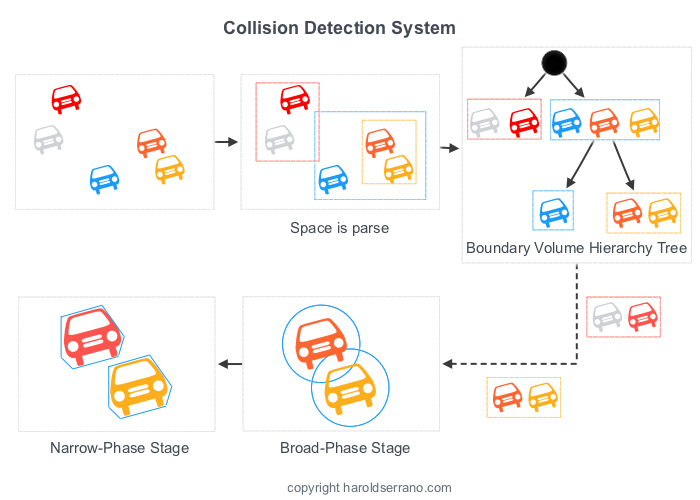 Collision Detection System
Space is parse
Boundary Volume Hierarchy Tree
Narrow-Phase Stage
Broad-Phase Stage
copyright haroldserrano.com